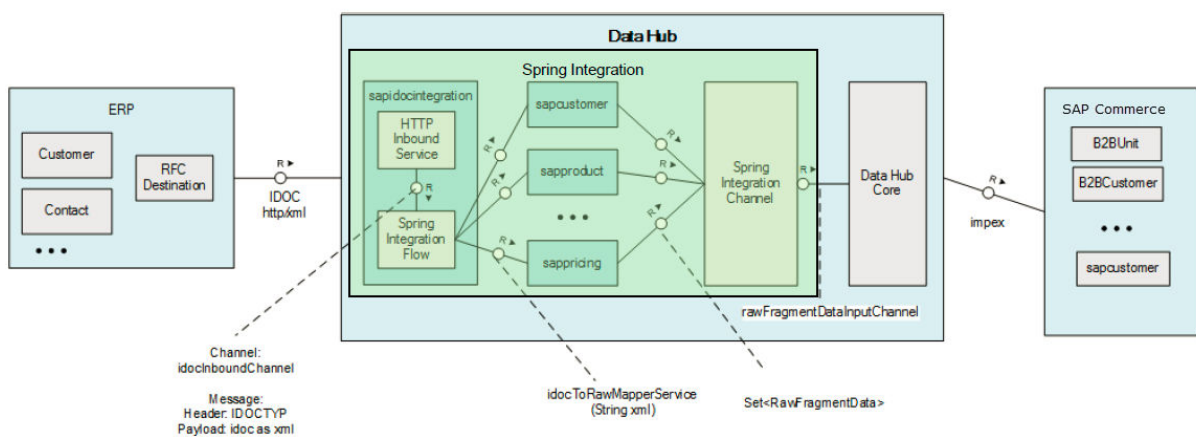 Data Hub
Spring Integration
ERP
Customer
Contact
RFC
Destination
R
IDOC
http/xml
sapidocintegration
HTTP
Inbound
Service
R
Spring
Integration
Flow
R
R
R
sapcustomer
sapproduct
sappricing
R
R
R
Spring
Integration
Channel
R
Data Hub
Core
rawFragmentDataInputChannel
R
impex
SAP Commerce
B2BUnit
B2BCustomer
sapcustomer
Channel:
idocInboundChannel
Message:
Header: IDOCTYP
Payload: idoc as xml
idocToRawMapperService
(String xml)
Set<RawFragmentData>